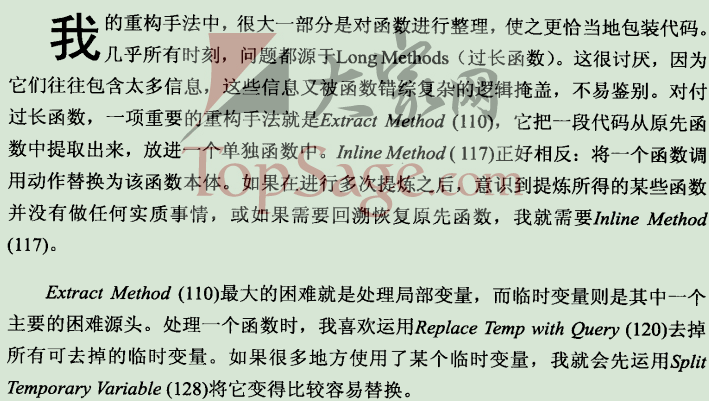 我的重构手法中，很大一部分是对函数进行整理，使之更恰当地包装代码。
几乎所有时刻，问题都源于Long Methods（过长函数）。这很讨厌，因为
它们往往包含太多信息，这些信息又被函数错综复杂的逻辑掩盖，不易鉴别。对付
过长函数，一项重要的重构手法就是Extract Method (110)，它把一段代码从原先函
数中提取出来，放进一个单独函数中。Inline Method ( 117)正好相反：将一个函数调
用动作替换为该函数本体。如果在进行多次提炼之后，意识到提炼所得的某些函数
并没有做任何实质事情，或如果需要回溯恢复原先函数，我就需要Inline Method
(117)。
Extract Method (110)最大的困难就是处理局部变量，而临时变量则是其中一个
主要的困难源头。处理一个函数时，我喜欢运用Replace Temp with Query (120)去掉
所有可去掉的临时变量。如果很多地方使用了某个临时变量，我就会先运用Split
Temporary Variable (128)将它变得比较容易替换。
大家网
TopSage.com